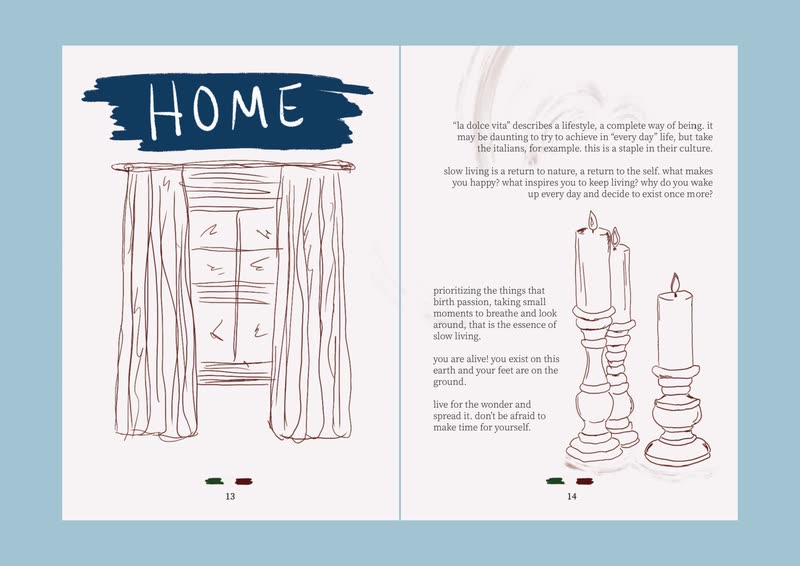 HOME
13
“la dolce vita” describes a lifestyle, a complete way of being. it
may be daunting to try to achieve in “every day” life, but take
the italians, for example. this is a staple in their culture.
slow living is a return to nature, a return to the self. what makes
you happy? what inspires you to keep living? why do you wake
up every day and decide to exist once more?
prioritizing the things that
birth passion, taking small
moments to breathe and look
around, that is the essence of
slow living.
you are alive! you exist on this
earth and your feet are on the
ground.
live for the wonder and
spread it. don’t be afraid to
make time for yourself.
14